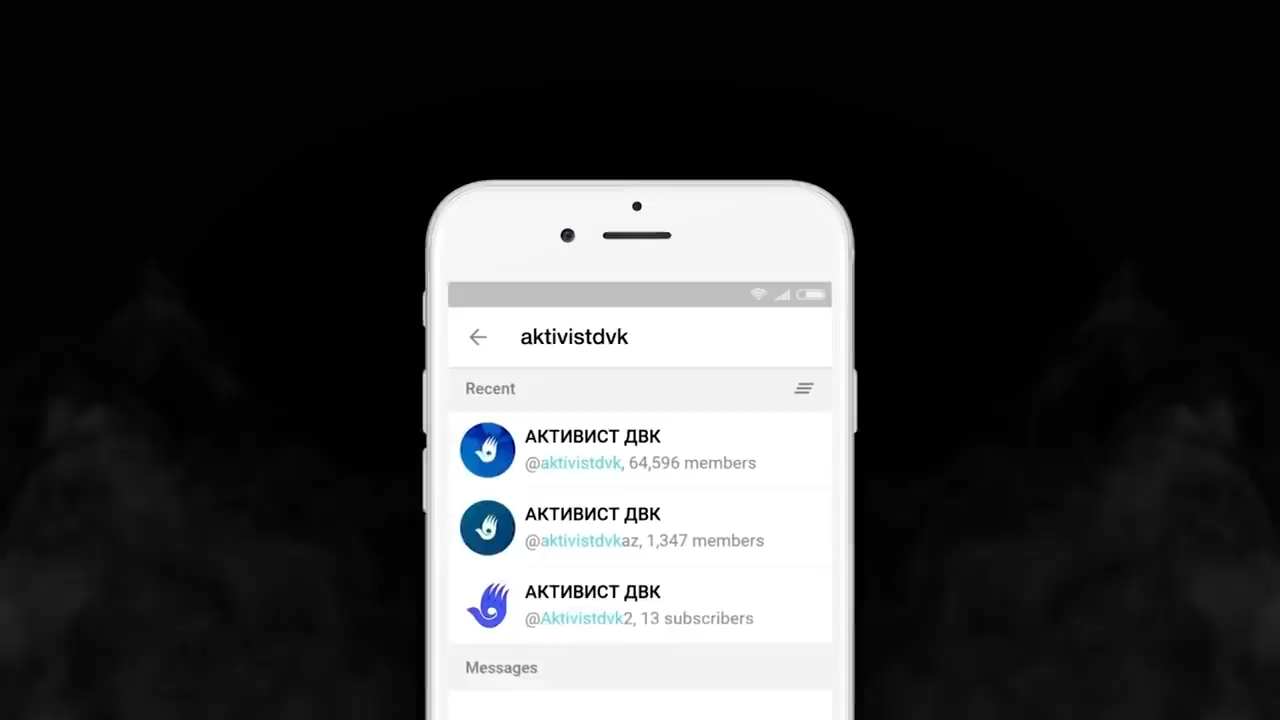 aktivistdvk
Recent
АКТИВИСТ ДВК
@aktivistdvk, 64,596 members
АКТИВИСТ ДВК
@aktivistdvkaz, 1,347 members
АКТИВИСТ ДВК
@Aktivistdvk2, 13 subscribers
Messages